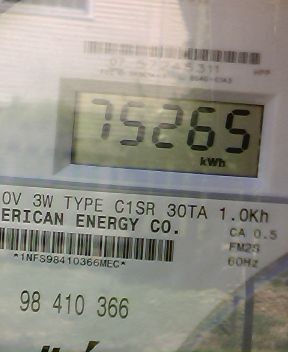 75265
kWh
0V 3W TYPE C1SR 30TA 1.0Kh
ERICAN ENERGY CO.
CA 0.5
FM2S
60Hz
*1NFS98410366MEC*
98 410 366